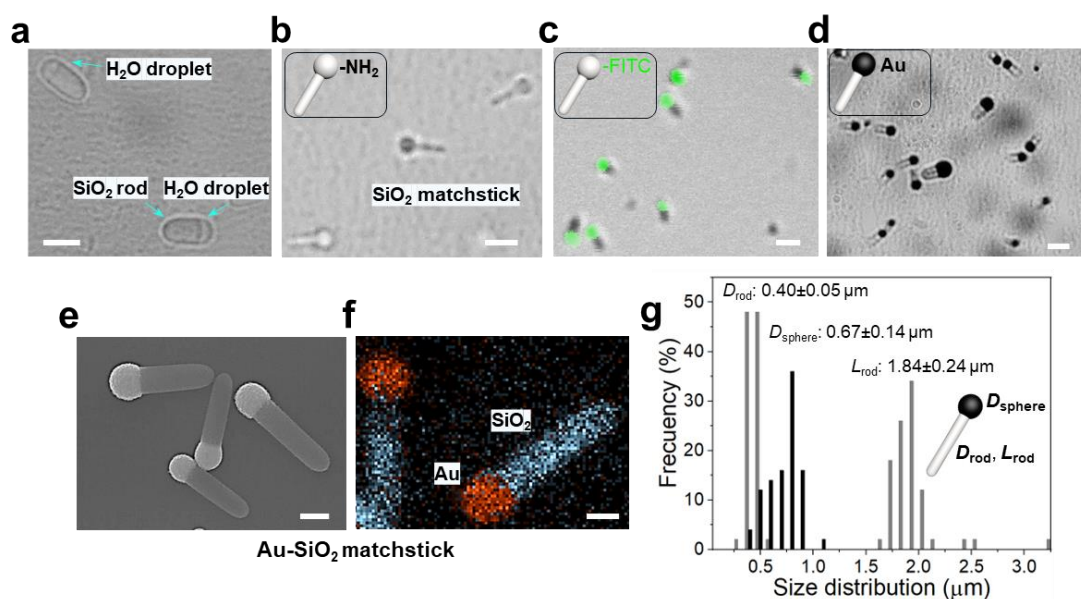 a
H₂O droplet
SiO₂ rod
H₂O droplet
b
-NH₂
SiO₂ matchstick
c
-FITC
d
Au
e
f
SiO₂
Au
Au-SiO₂ matchstick
g
D_rod: 0.40±0.05 μm
D_sphere: 0.67±0.14 μm
L_rod: 1.84±0.24 μm
D_sphere
D_rod, L_rod
Frecuency (%)
50
40
30
20
10
0
0.5
1.0
1.5
2.0
2.5
3.0
Size distribution (μm)